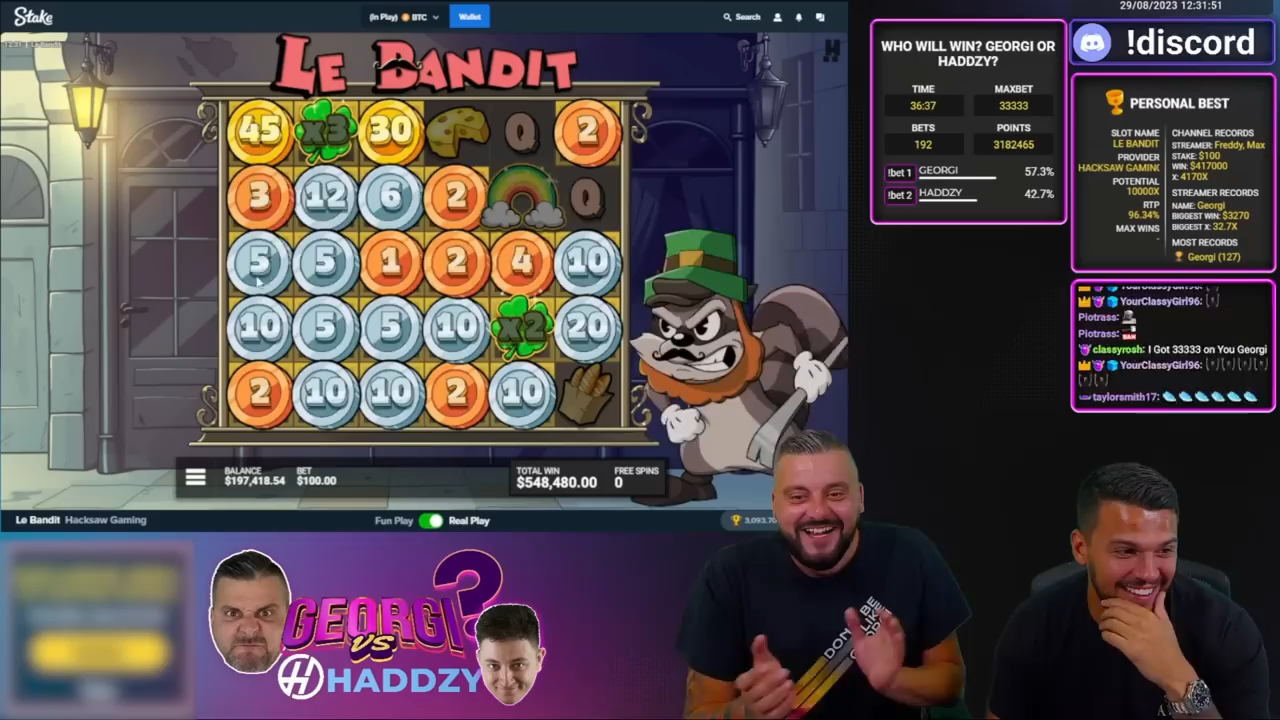 29/08/2023 12:31:51
Stake
(In Play) BTC
Wallet
Search
LE BANDIT
45 x3 30 Q 2
3 12 6 2 Q
5 5 1 2 4 10
10 5 5 10 x2 20
2 10 10 2 10
BALANCE
$197,418.54
BET
$100.00
TOTAL WIN
$548,480.00
FREE SPINS
0
Le Bandit Hacksaw Gaming
Fun Play Real Play
GEORGI?
VS
HADDZY
WHO WILL WIN? GEORGI OR
HADDZY?
TIME
36:37
MAXBET
33333
BETS
192
POINTS
3182465
!bet 1 GEORGI 57.3%
!bet 2 HADDZY 42.7%
!discord
PERSONAL BEST
SLOT NAME
LE BANDIT
PROVIDER
HACKSAW GAMING
POTENTIAL
10000X
RTP
96.34%
MAX WINS
-
CHANNEL RECORDS
STREAMER: Freddy, Max
STAKE: $100
WIN: $417000
X: 4170X
STREAMER RECORDS
NAME: Georgi
BIGGEST WIN: $3270
BIGGEST X: 32.7X
MOST RECORDS
Georgi (127)
YourClassyGirl96:
YourClassyGirl96:
Piotrass:
Piotrass:
classyrosh: I Got 33333 on You Georgi
YourClassyGirl96:
taylorsmith17: